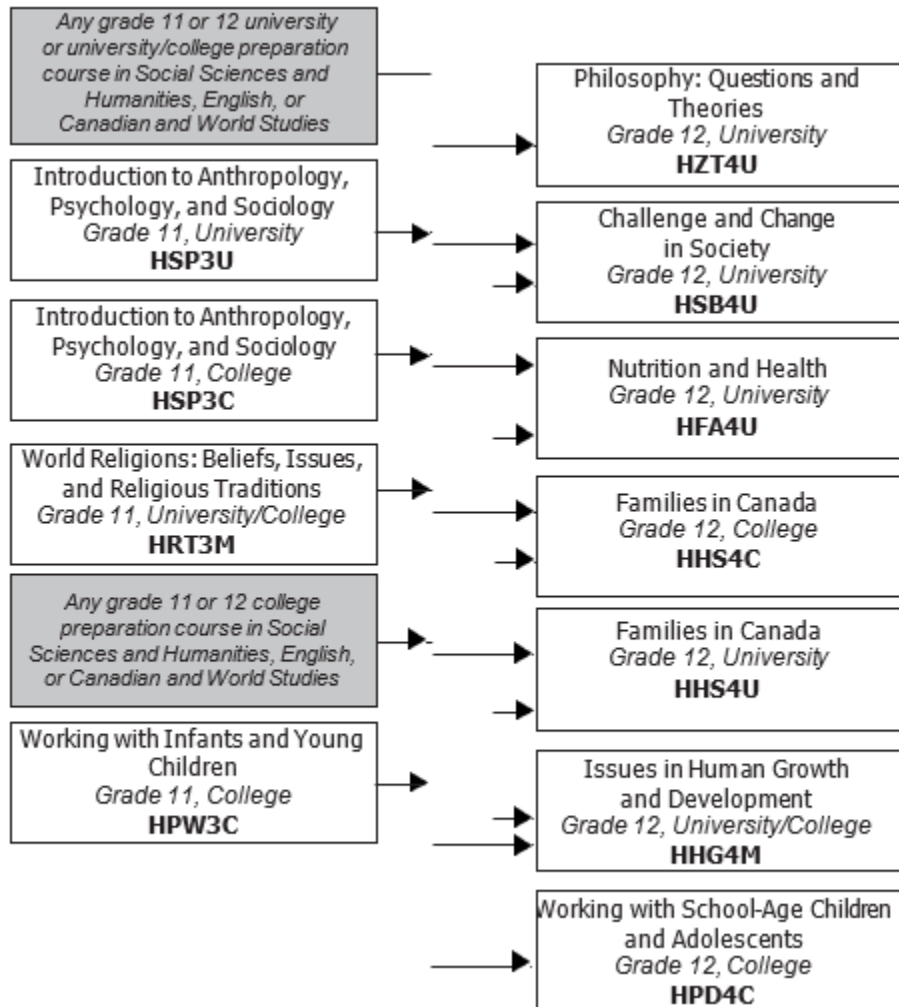 Any grade 11 or 12 university
or university/college preparation
course in Social Sciences and
Humanities, English, or
Canadian and World Studies
Introduction to Anthropology,
Psychology, and Sociology
Grade 11, University
HSP3U
Introduction to Anthropology,
Psychology, and Sociology
Grade 11, College
HSP3C
World Religions: Beliefs, Issues,
and Religious Traditions
Grade 11, University/College
HRT3M
Any grade 11 or 12 college
preparation course in Social
Sciences and Humanities, English,
or Canadian and World Studies
Working with Infants and Young
Children
Grade 11, College
HPW3C
Philosophy: Questions and
Theories
Grade 12, University
HZT4U
Challenge and Change
in Society
Grade 12, University
HSB4U
Nutrition and Health
Grade 12, University
HFA4U
Families in Canada
Grade 12, College
HHS4C
Families in Canada
Grade 12, University
HHS4U
Issues in Human Growth
and Development
Grade 12, University/College
HHG4M
Working with School-Age Children
and Adolescents
Grade 12, College
HPD4C